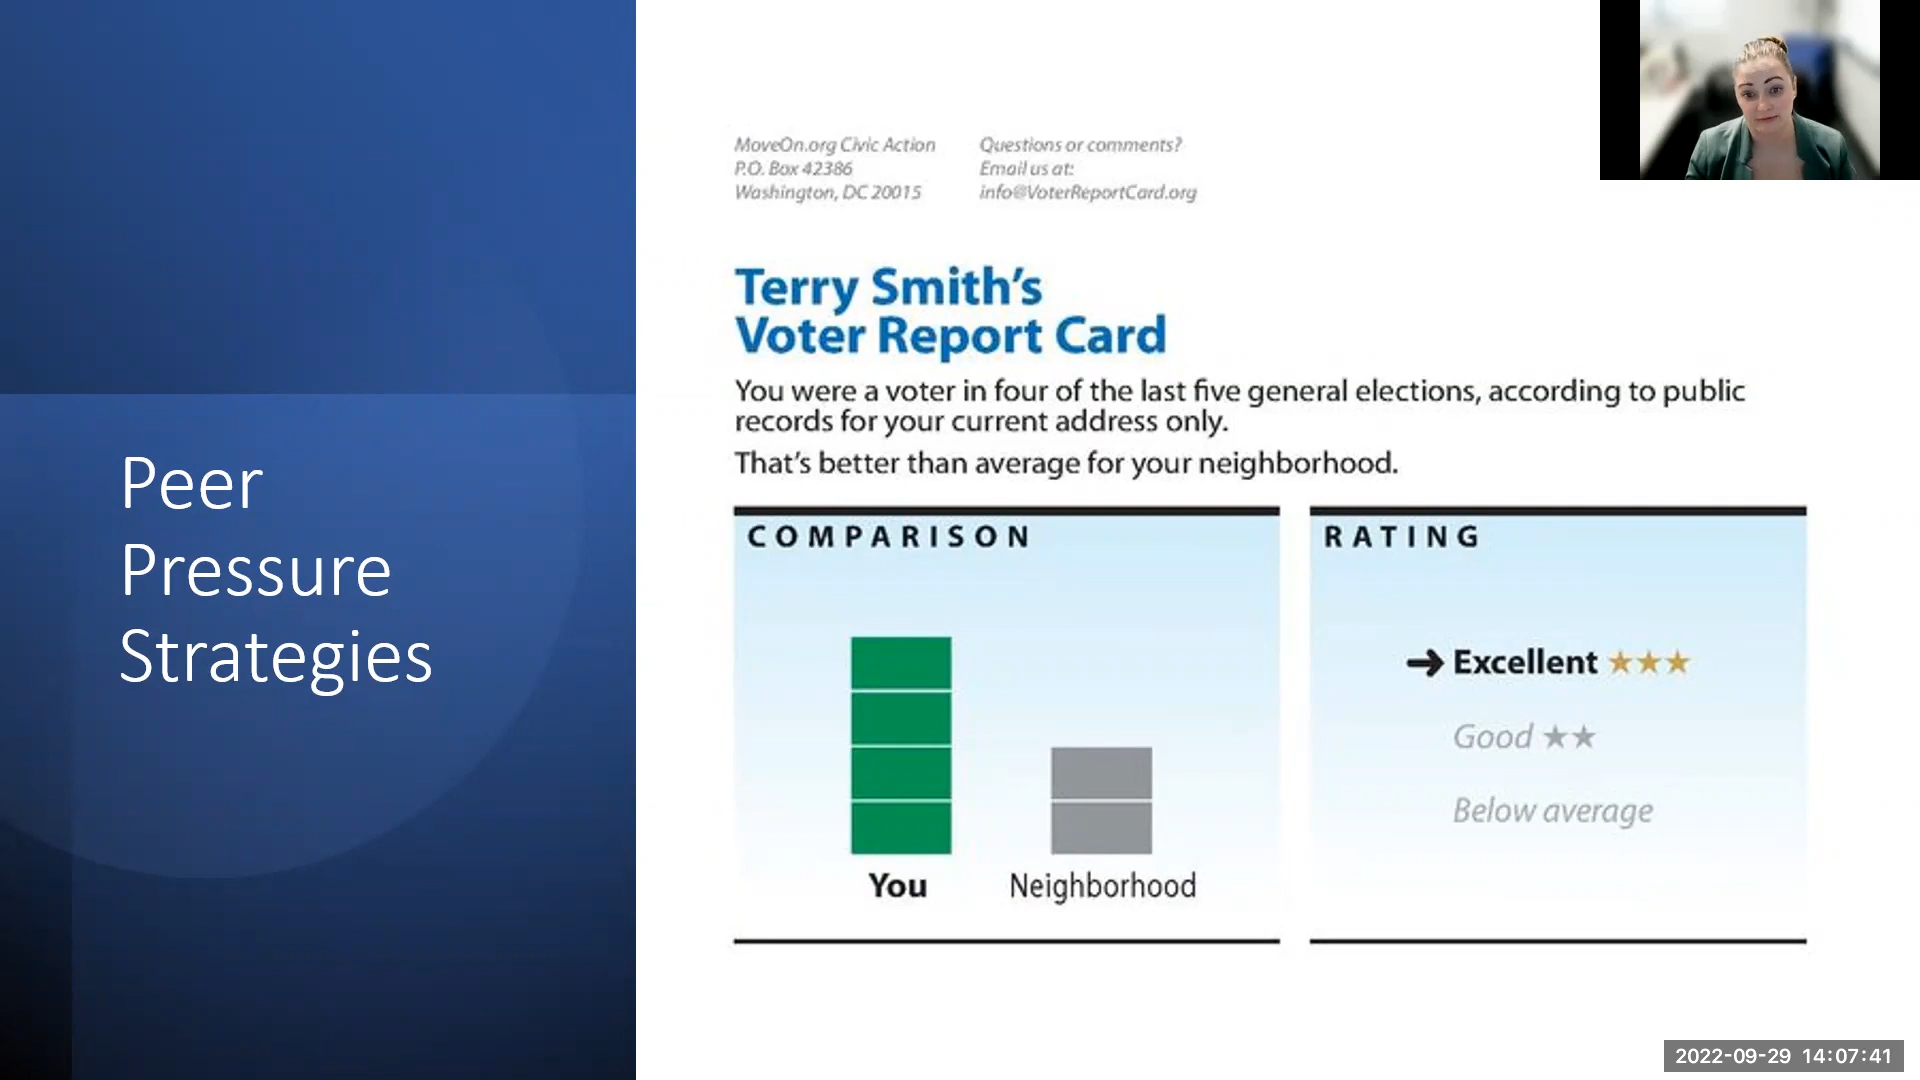 Peer
Pressure
Strategies
MoveOn.org Civic Action
P.O. Box 42386
Washington, DC 20015
Questions or comments?
Email us at:
info@VoterReportCard.org
Terry Smith's
Voter Report Card
You were a voter in four of the last five general elections, according to public
records for your current address only.
That's better than average for your neighborhood.
COMPARISON
You
Neighborhood
RATING
➔ Excellent ★★★
Good ★★
Below average
2022-09-29 14:07:41